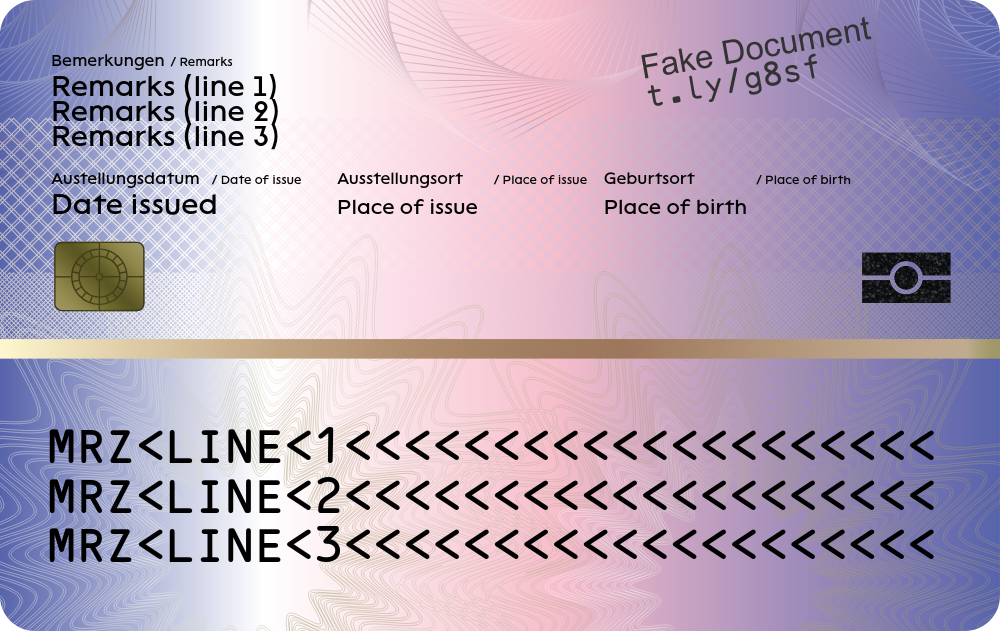 Fake Document
t.ly/g8sf
Bemerkungen / Remarks
Remarks (line 1)
Remarks (line 2)
Remarks (line 3)
Austellungsdatum / Date of issue
Date issued
Ausstellungsort / Place of issue
Place of issue
Geburtsort / Place of birth
Place of birth
MRZ<LINE<1<<<<<<<<<<<<<<<<<<<<
MRZ<LINE<2<<<<<<<<<<<<<<<<<<<<
MRZ<LINE<3<<<<<<<<<<<<<<<<<<<<